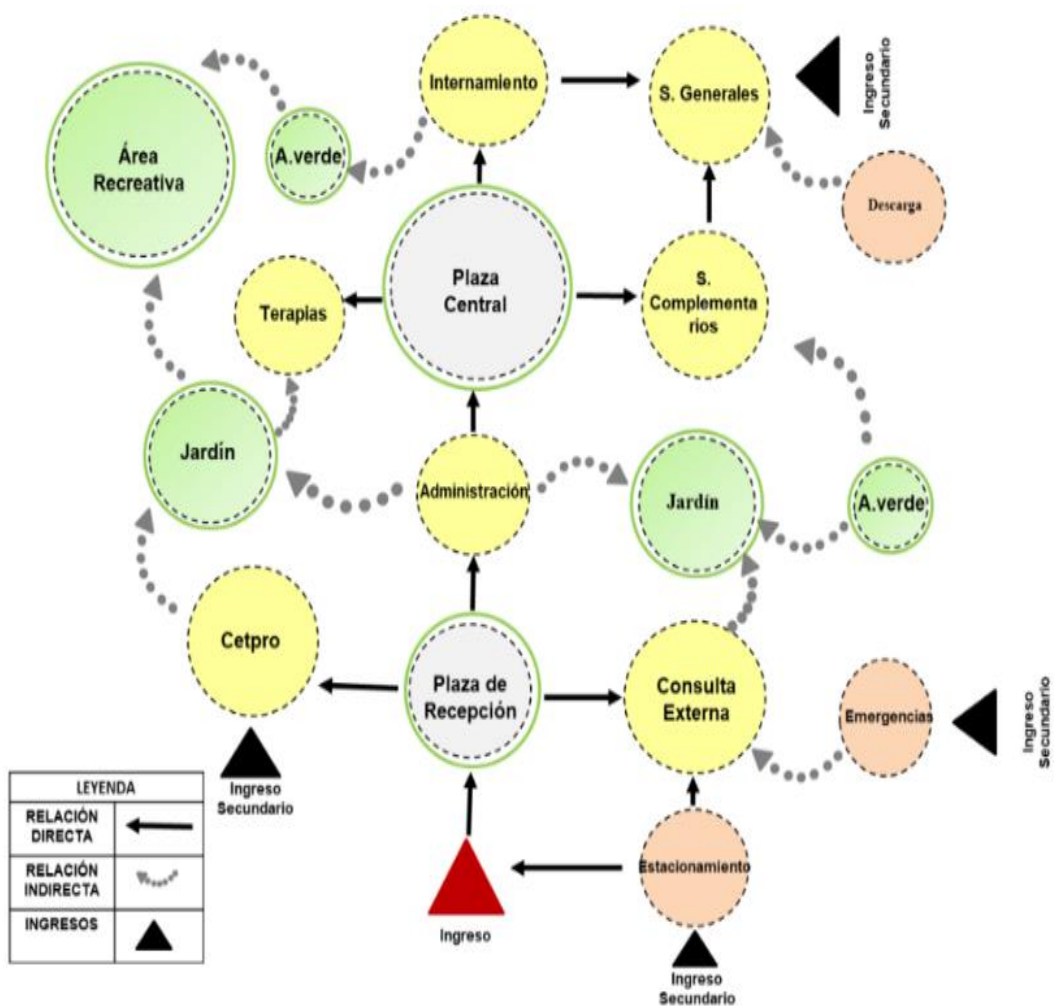 Internamiento
S. Generales
Ingreso
Secundario
Área
Recreativa
A.verde
Descarga
Plaza
Central
S.
Complementa
rios
Terapias
Jardín
Administración
Jardín
A.verde
Cetpro
Plaza de
Recepción
Consulta
Externa
Emergencias
Ingreso
Secundario
Ingreso
Secundario
Estacionamiento
Ingreso
Ingreso
Secundario
LEYENDA
RELACIÓN
DIRECTA
RELACIÓN
INDIRECTA
INGRESOS